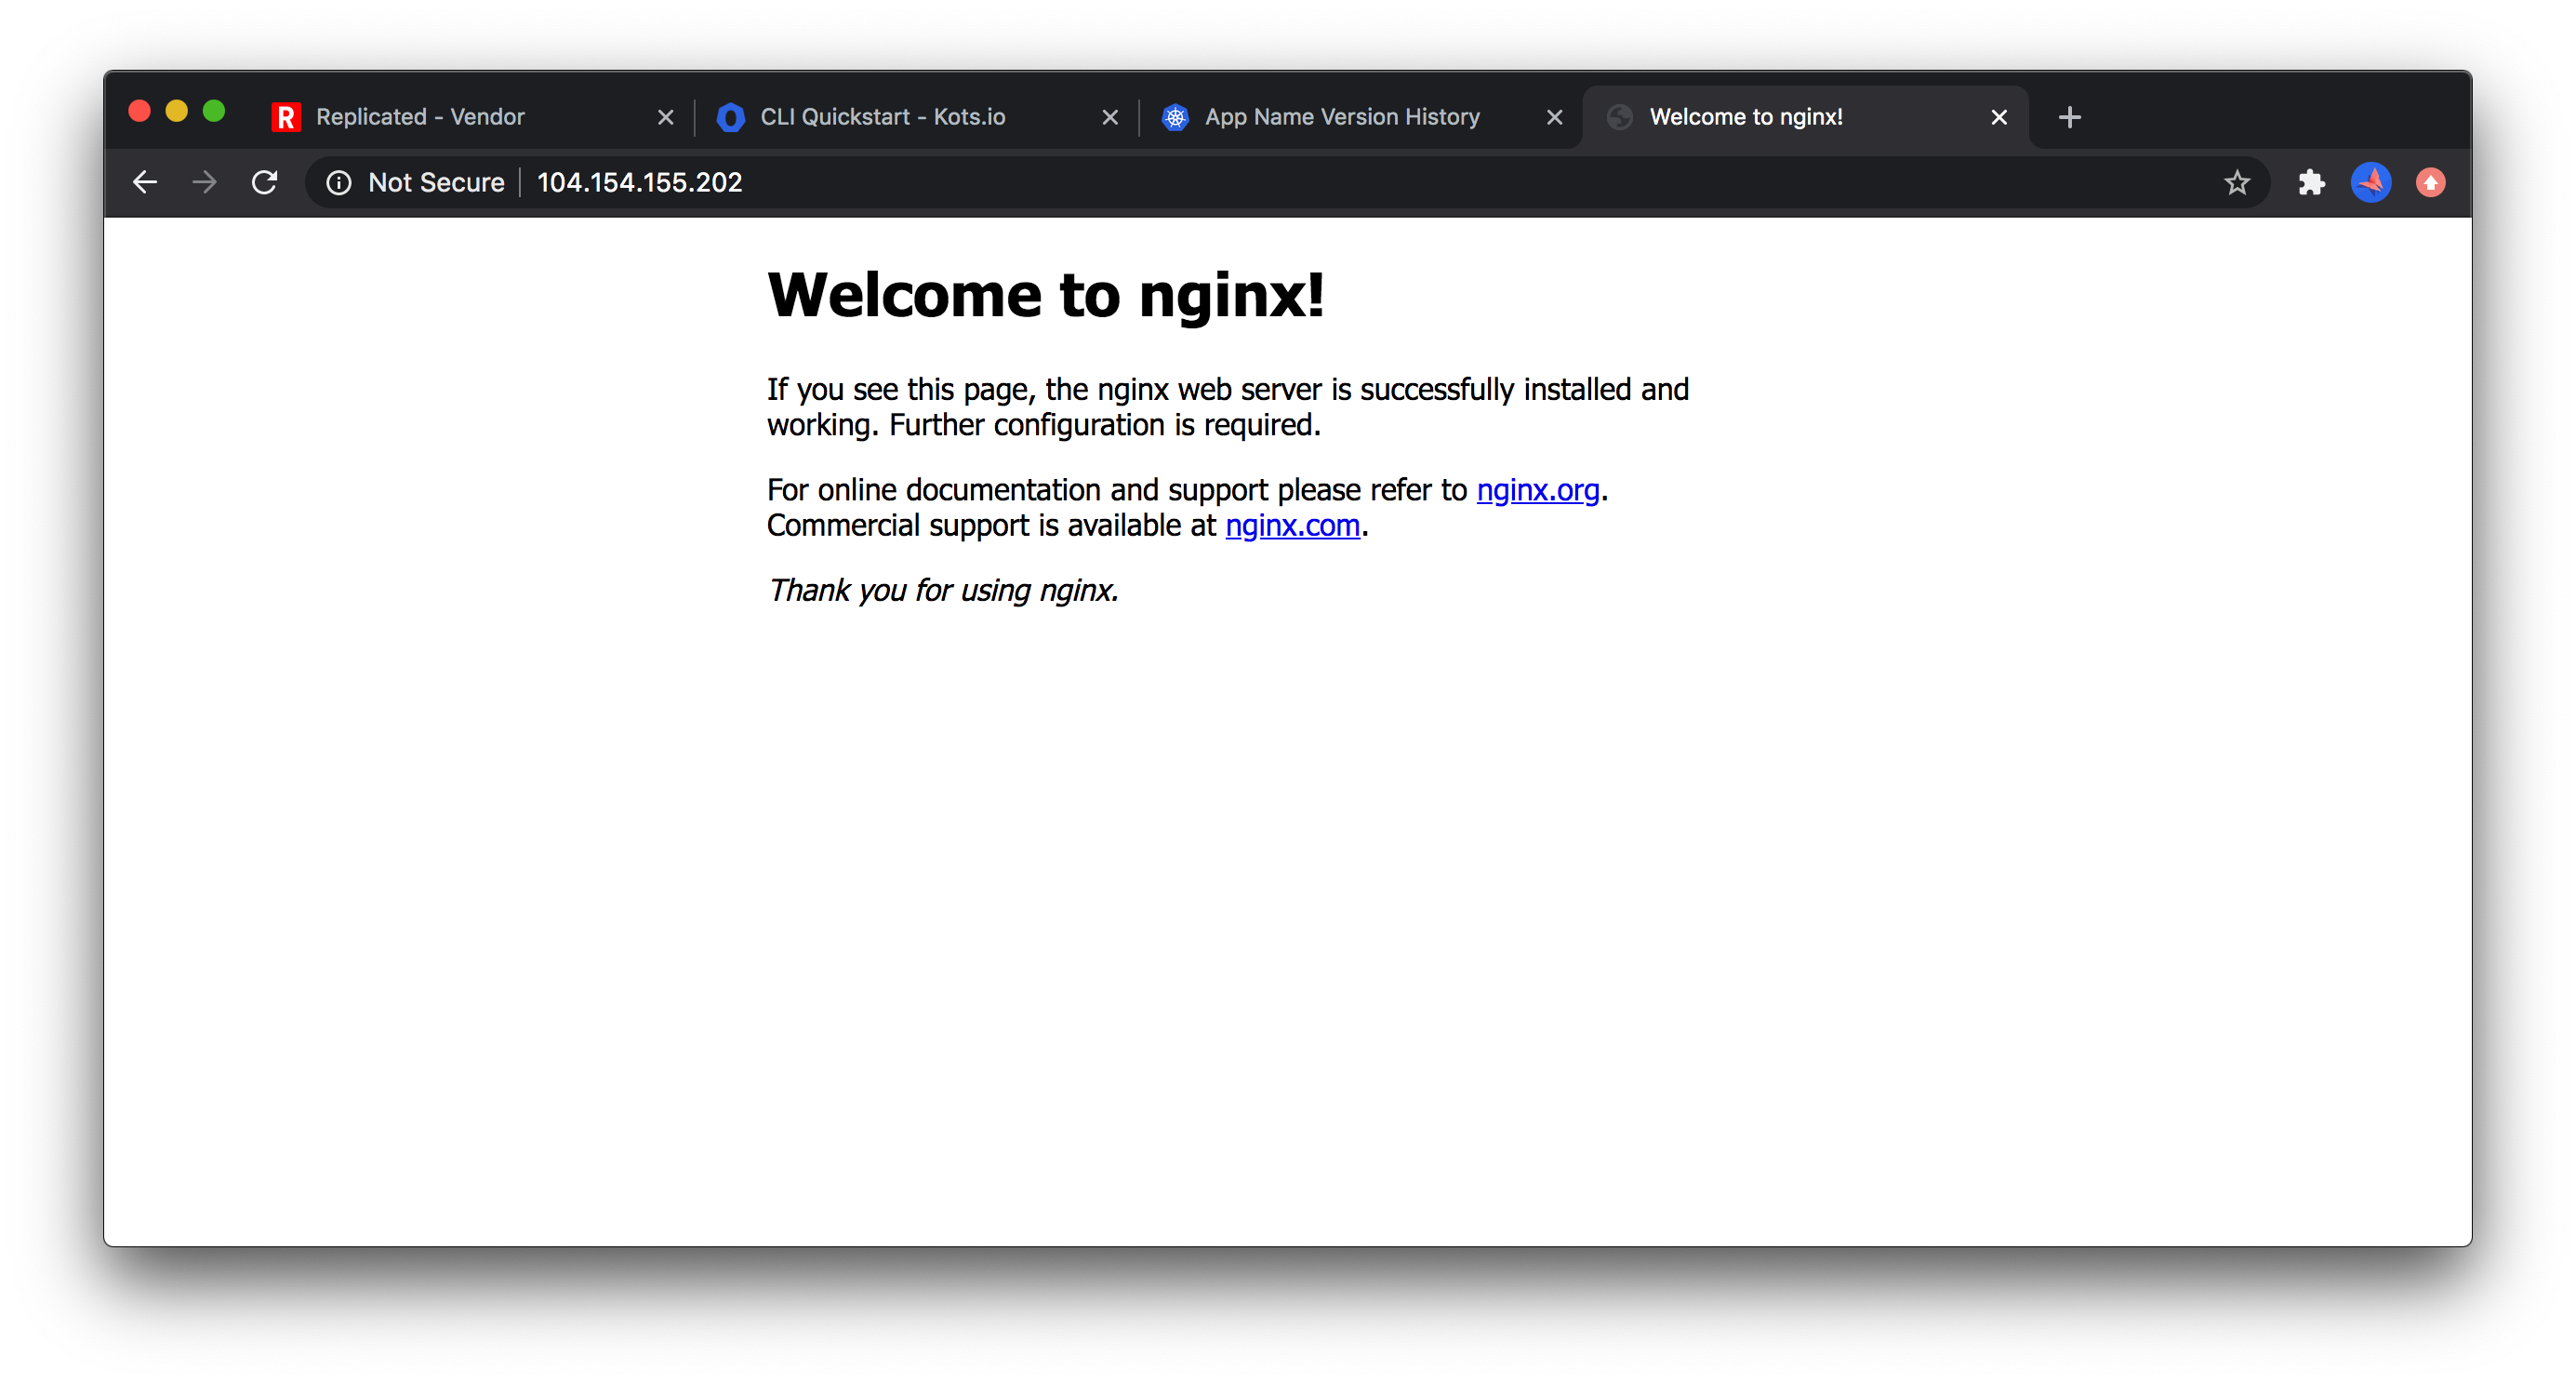 R Replicated - Vendor
CLI Quickstart - Kots.io
App Name Version History
Welcome to nginx!
Not Secure
104.154.155.202
Welcome to nginx!
If you see this page, the nginx web server is successfully installed and
working. Further configuration is required.
For online documentation and support please refer to nginx.org.
Commercial support is available at nginx.com.
Thank you for using nginx.